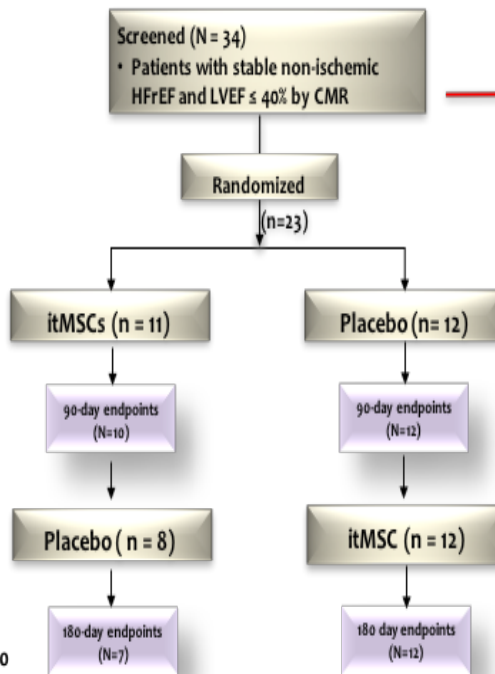 Screened (N = 34)
• Patients with stable non-ischemic
HFrEF and LVEF ≤ 40% by CMR
Randomized
(n=23)
itMSCs (n = 11)
Placebo (n= 12)
90-day endpoints
(N=10)
90-day endpoints
(N=12)
Placebo ( n = 8)
itMSC (n = 12)
180-day endpoints
(N=7)
180 day endpoints
(N=12)
0